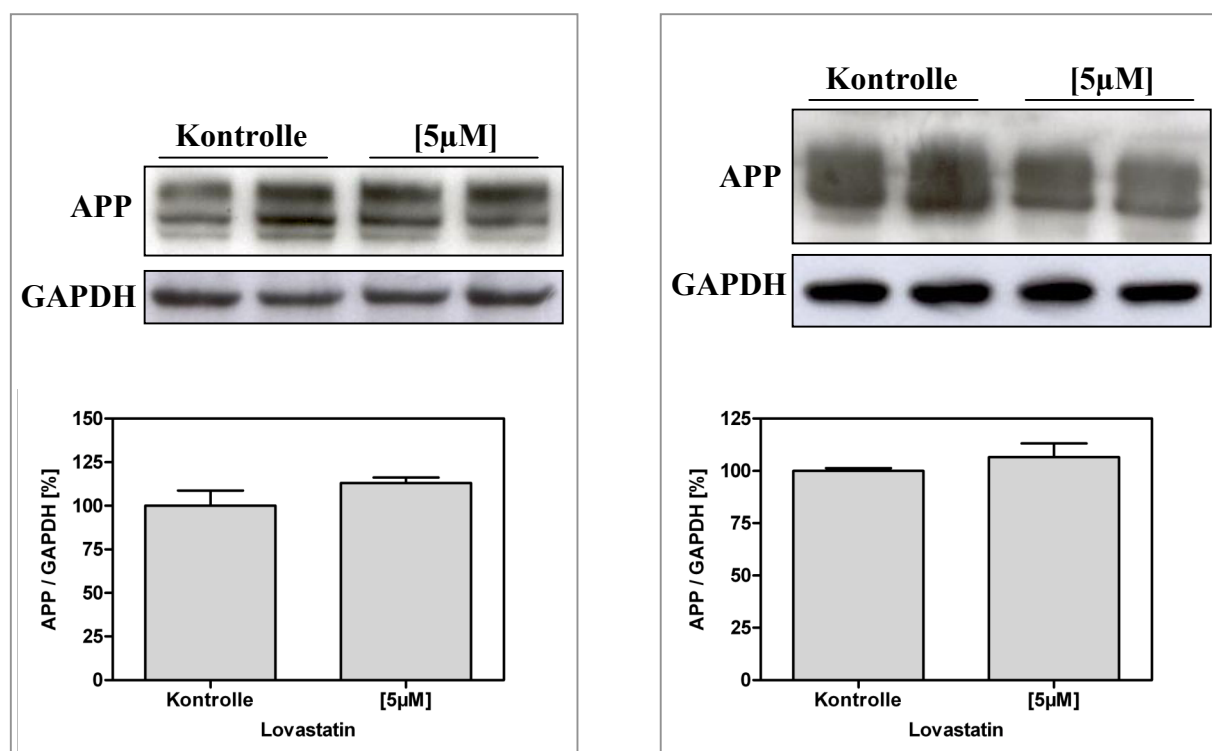 Kontrolle [5µM]
APP
GAPDH
150
125
100
75
50
25
0
APP / GAPDH [%]
Kontrolle [5µM]
Lovastatin
Kontrolle [5µM]
APP
GAPDH
125
100
75
50
25
0
APP / GAPDH [%]
Kontrolle [5µM]
Lovastatin